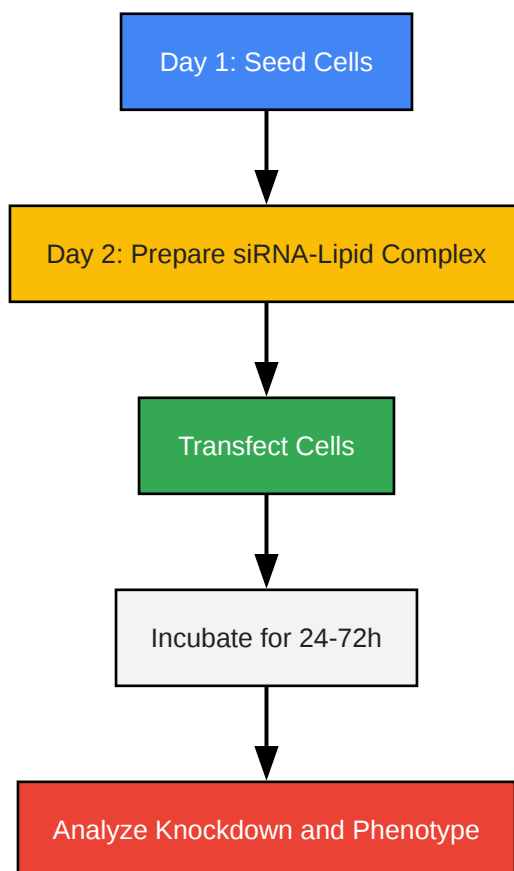 Day 1: Seed Cells
Day 2: Prepare siRNA-Lipid Complex
Transfect Cells
Incubate for 24-72h
Analyze Knockdown and Phenotype